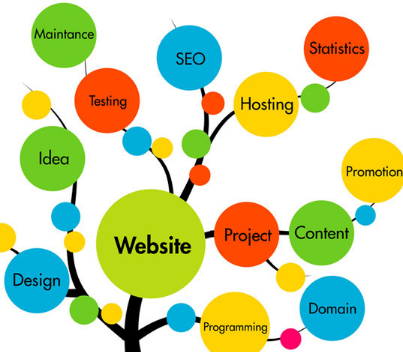 Maintance
SEO
Statistics
Testing
Hosting
Idea
Promotion
Website
Project
Content
Design
Domain
Programming